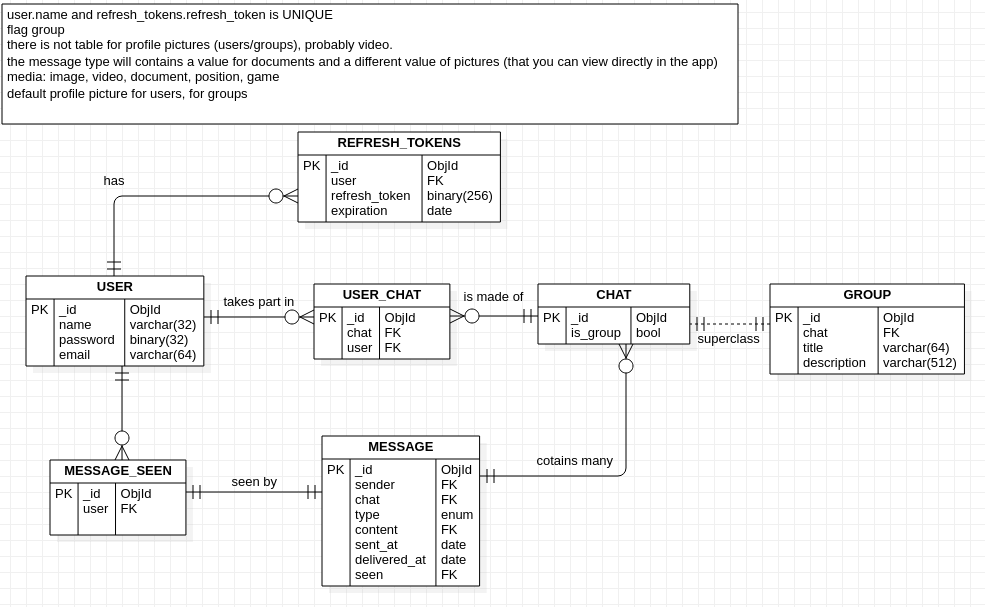 user.name and refresh_tokens.refresh_token is UNIQUE
flag group
there is not table for profile pictures (users/groups), probably video.
the message type will contains a value for documents and a different value of pictures (that you can view directly in the app)
media: image, video, document, position, game
default profile picture for users, for groups
REFRESH_TOKENS
PK _id ObjId
user FK
refresh_token binary(256)
expiration date
has
USER
PK _id ObjId
name varchar(32)
password binary(32)
email varchar(64)
takes part in
USER_CHAT
PK _id ObjId
chat FK
user FK
is made of
CHAT
PK _id ObjId
is_group bool
superclass
GROUP
PK _id ObjId
chat FK
title varchar(64)
description varchar(512)
MESSAGE_SEEN
PK _id ObjId
user FK
seen by
MESSAGE
PK _id ObjId
sender FK
chat FK
type enum
content FK
sent_at date
delivered_at date
seen FK
cotains many